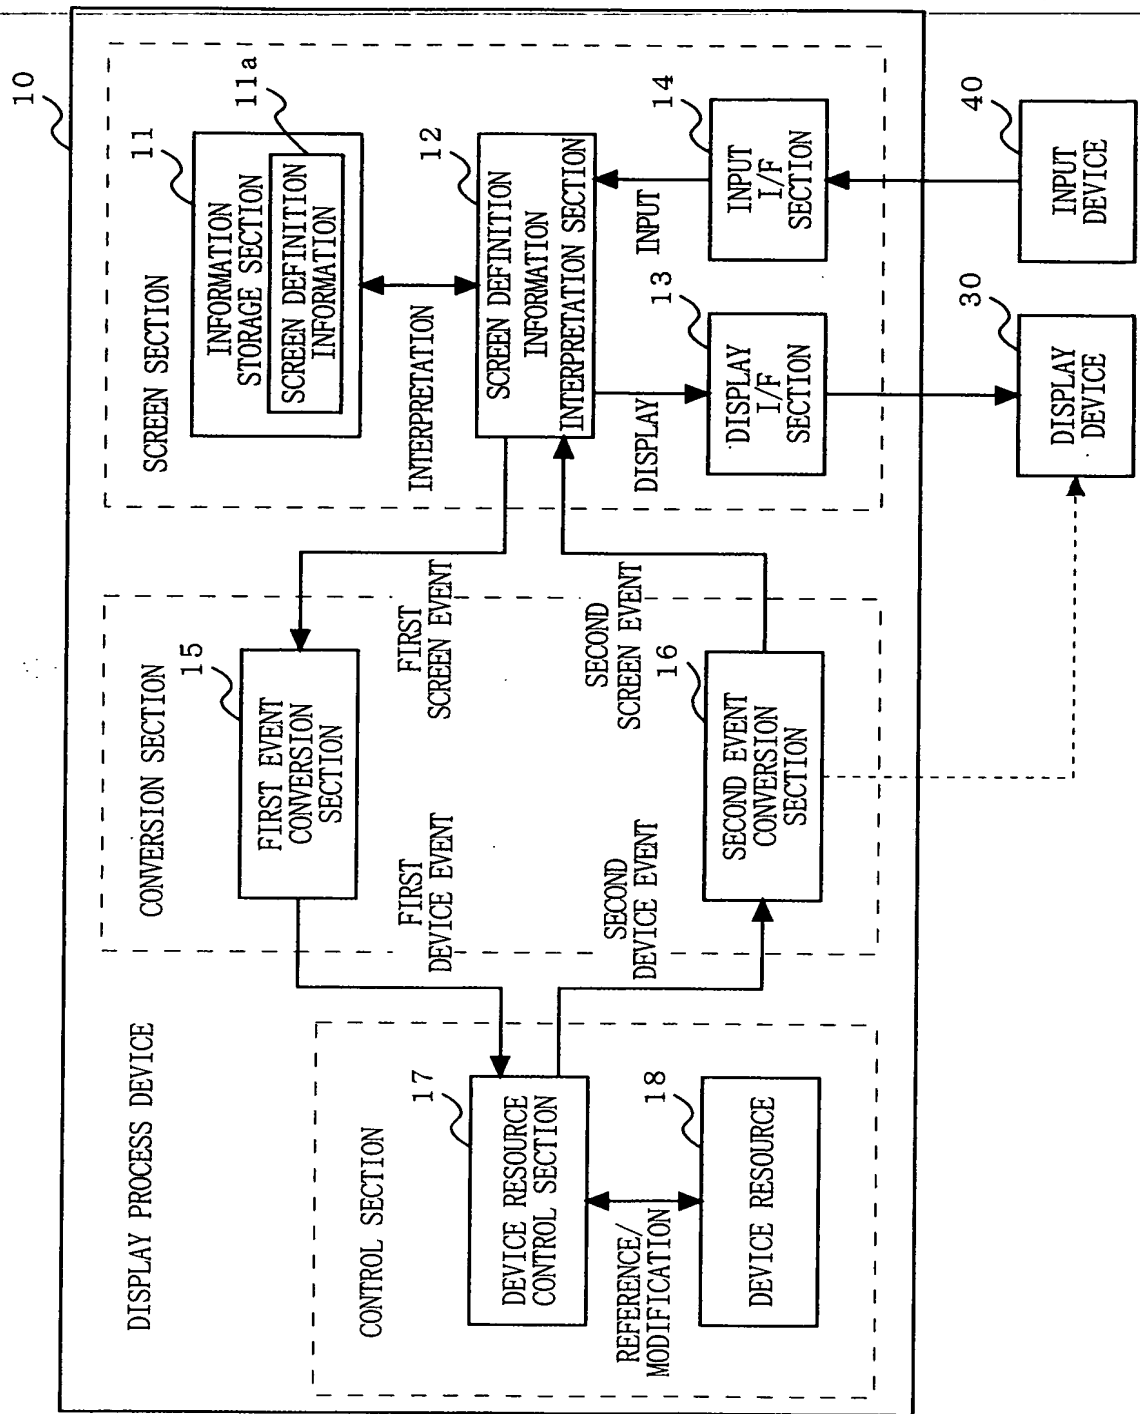 10
DISPLAY PROCESS DEVICE
CONTROL SECTION
17
DEVICE RESOURCE
CONTROL SECTION
REFERENCE/
MODIFICATION
18
DEVICE RESOURCE
CONVERSION SECTION
15
FIRST EVENT
CONVERSION
SECTION
FIRST
DEVICE EVENT
FIRST
SCREEN EVENT
SECOND
DEVICE EVENT
SECOND
SCREEN EVENT
16
SECOND EVENT
CONVERSION
SECTION
SCREEN SECTION
11
INFORMATION
STORAGE SECTION
11a
SCREEN DEFINITION
INFORMATION
INTERPRETATION
12
SCREEN DEFINITION
INFORMATION
INTERPRETATION SECTION
DISPLAY
INPUT
13
DISPLAY
I/F
SECTION
14
INPUT
I/F
SECTION
30
DISPLAY
DEVICE
40
INPUT
DEVICE